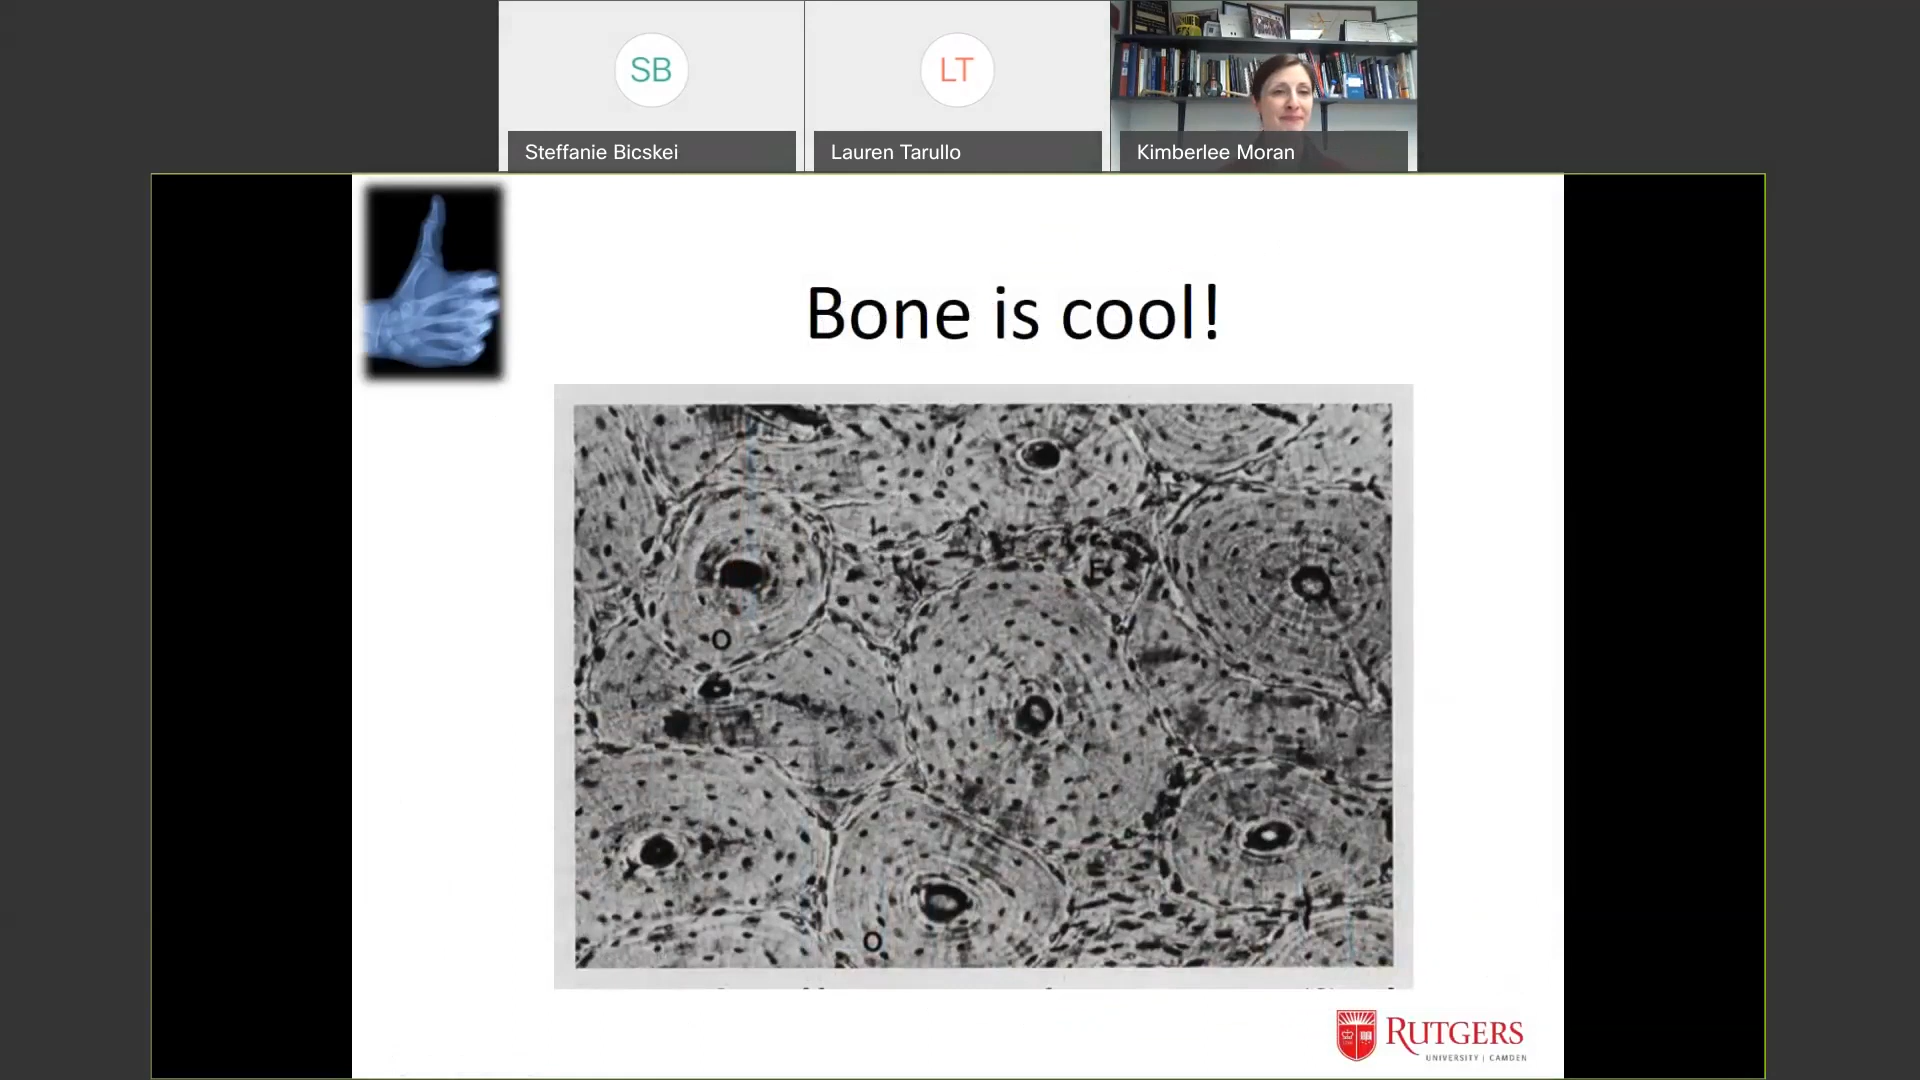 SB
LT
Steffanie Bicskei
Lauren Tarullo
Kimberlee Moran
Bone is cool!
L
F
O
O
RUTGERS
UNIVERSITY | CAMDEN